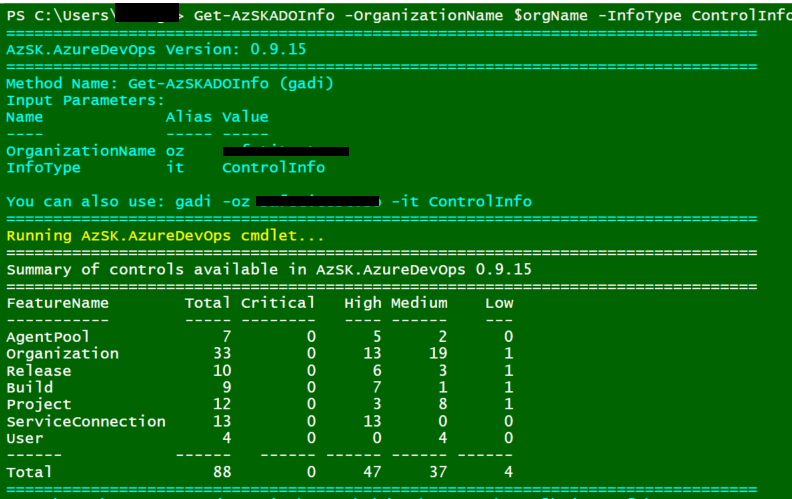 PS C:\Users\ > Get-AzSKADOInfo -OrganizationName $orgName -InfoType ControlInfo
================================================================================
AzSK.AzureDevOps Version: 0.9.15
================================================================================
Method Name: Get-AzSKADOInfo (gadi)
Input Parameters:
Name Alias Value
---- ----- -----
OrganizationName oz
InfoType it ControlInfo
You can also use: gadi -oz -it ControlInfo
================================================================================
Running AzSK.AzureDevOps cmdlet...
================================================================================
Summary of controls available in AzSK.AzureDevOps 0.9.15
================================================================================
FeatureName Total Critical High Medium Low
----------- ----- -------- ---- ------ ---
AgentPool 7 0 5 2 0
Organization 33 0 13 19 1
Release 10 0 6 3 1
Build 9 0 7 1 1
Project 12 0 3 8 1
ServiceConnection 13 0 13 0 0
User 4 0 0 4 0
------ ------ ------ ------ ------ ------
Total 88 0 47 37 4
================================================================================